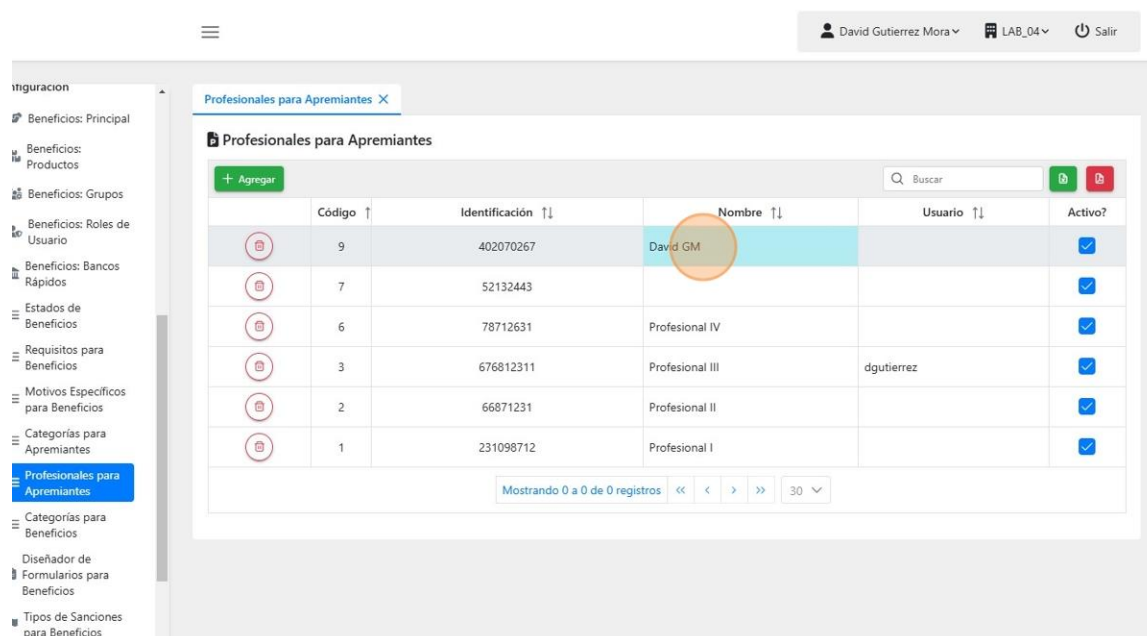 David Gutierrez Mora
LAB_04
Salir
Beneficios: Principal
Beneficios:
Productos
Beneficios: Grupos
Beneficios: Roles de
Usuario
Beneficios: Bancos
Rápidos
Estados de
Beneficios
Requisitos para
Beneficios
Motivos Específicos
para Beneficios
Categorías para
Apremiantes
Profesionales para
Apremiantes
Categorías para
Beneficios
Diseñador de
Formularios para
Beneficios
Tipos de Sanciones
para Beneficios
Profesionales para Apremiantes
Profesionales para Apremiantes
+ Agregar
Buscar
Código Identificación Nombre Usuario Activo?
9 402070267 David GM
7 52132443
6 78712631 Profesional IV
3 676812311 Profesional III dgutierrez
2 66871231 Profesional II
1 231098712 Profesional I
Mostrando 0 a 0 de 0 registros « < > » 30